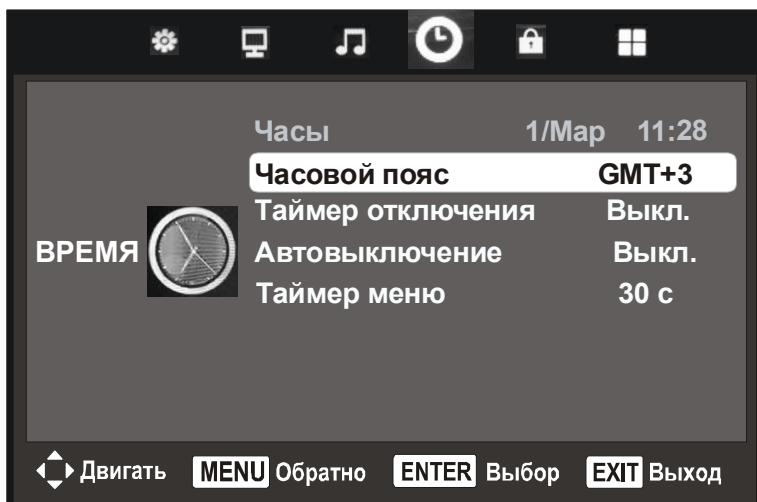 Часы 1/Мар 11:28
Часовой пояс GMT+3
Таймер отключения Выкл.
ВРЕМЯ Автовыключение Выкл.
Таймер меню 30 с
Двигать MENU Обратно ENTER Выбор EXIT Выход